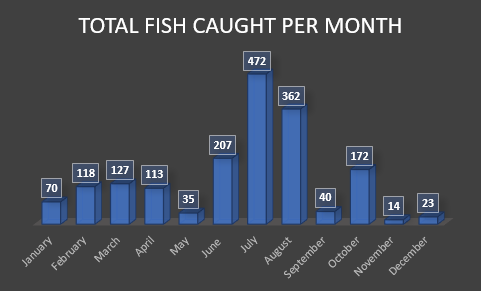 TOTAL FISH CAUGHT PER MONTH
70
118
127
113
35
207
472
362
40
172
14
23
January
February
March
April
May
June
July
August
September
October
November
December